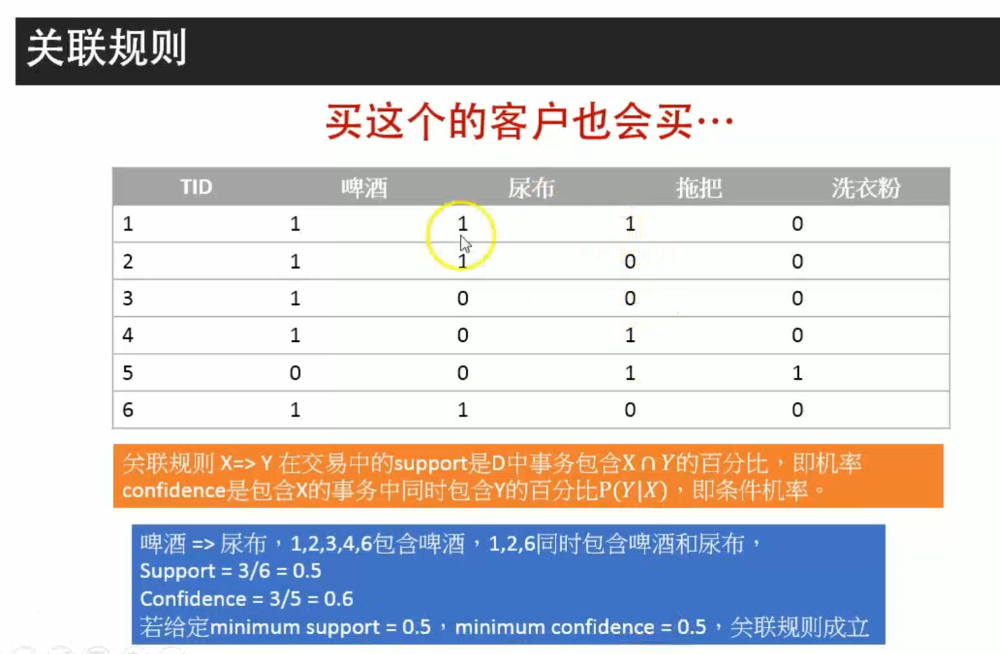 关联规则
买这个的客户也会买…
TID 啤酒 尿布 拖把 洗衣粉
1 1 1 1 0
2 1 1 0 0
3 1 0 0 0
4 1 0 1 0
5 0 0 1 1
6 1 1 0 0
关联规则 X=> Y 在交易中的support是D中事务包含X ∩ Y的百分比，即机率
confidence是包含X的事务中同时包含Y的百分比P(Y|X)，即条件机率。
啤酒 => 尿布，1,2,3,4,6包含啤酒，1,2,6同时包含啤酒和尿布，
Support = 3/6 = 0.5
Confidence = 3/5 = 0.6
若给定minimum support = 0.5，minimum confidence = 0.5，关联规则成立